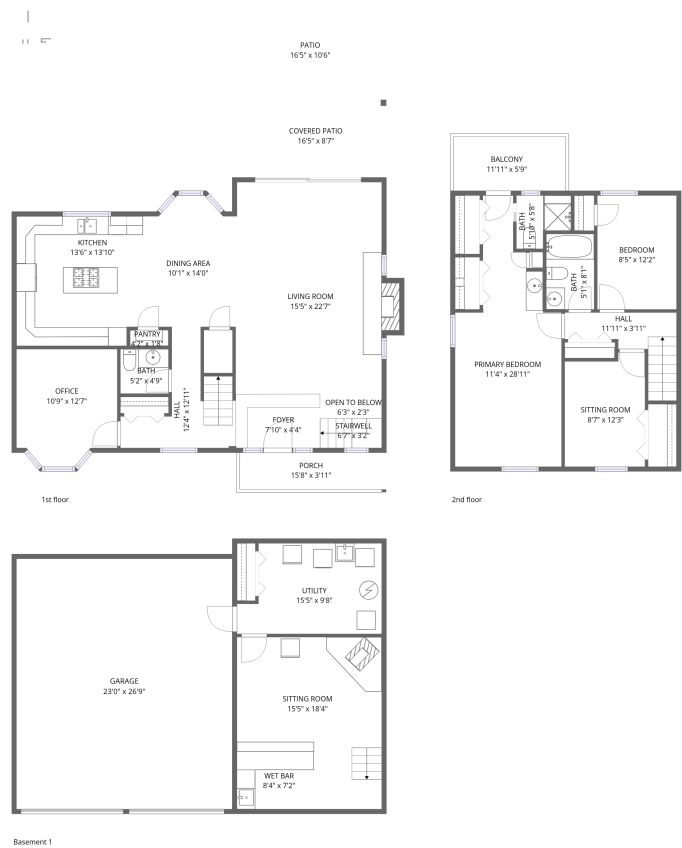 PATIO
16'5" x 10'6"
COVERED PATIO
16'5" x 8'7"
KITCHEN
13'6" x 13'10"
DINING AREA
10'1" x 14'0"
LIVING ROOM
15'5" x 22'7"
PANTRY
4'2" x 1'8"
BATH
5'2" x 4'9"
OFFICE
10'9" x 12'7"
HALL
12'4" x 12'11"
FOYER
7'10" x 4'4"
OPEN TO BELOW
6'3" x 2'3"
STAIRWELL
6'7" x 3'2"
PORCH
15'8" x 3'11"
1st floor
BALCONY
11'11" x 5'9"
BATH
5'10" x 5'8"
BEDROOM
8'5" x 12'2"
BATH
5'1" x 8'1"
HALL
11'11" x 3'11"
PRIMARY BEDROOM
11'4" x 28'11"
SITTING ROOM
8'7" x 12'3"
2nd floor
UTILITY
15'5" x 9'8"
GARAGE
23'0" x 26'9"
SITTING ROOM
15'5" x 18'4"
WET BAR
8'4" x 7'2"
Basement 1